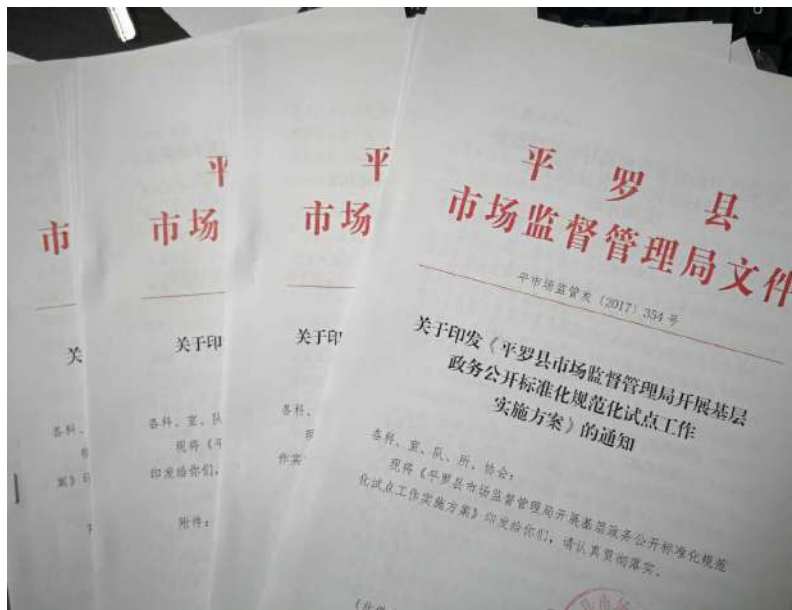 市
关
各科、
案》印
平
市场
关于印
各科、室、队
现将《平
印发给你们，
附件：
平
市场
关于印
各科、
现
作实
平罗县
市场监督管理局文件
平市场监管发〔2017〕354号
关于印发《平罗县市场监督管理局开展基层
政务公开标准化规范化试点工作
实施方案》的通知
各科、室、队、所、协会：
现将《平罗县市场监督管理局开展基层政务公开标准化规范
化试点工作实施方案》印发给你们，请认真贯彻落实。